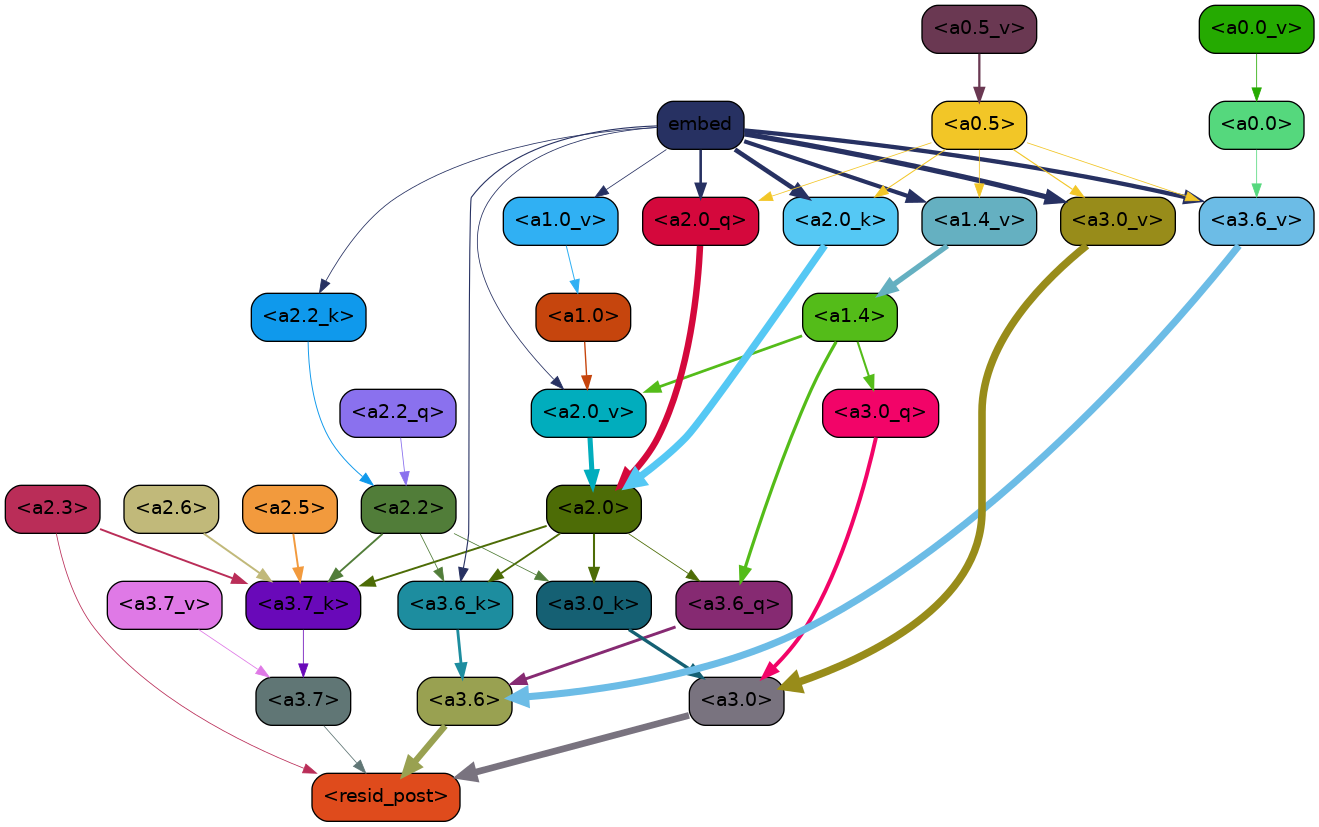 <a0.5_v> <a0.0_v>
embed <a0.5> <a0.0>
<a1.0_v> <a2.0_q> <a2.0_k> <a1.4_v> <a3.0_v> <a3.6_v>
<a2.2_k> <a1.0> <a1.4>
<a2.2_q> <a2.0_v> <a3.0_q>
<a2.3> <a2.6> <a2.5> <a2.2> <a2.0>
<a3.7_v> <a3.7_k> <a3.6_k> <a3.0_k> <a3.6_q>
<a3.7> <a3.6> <a3.0>
<resid_post>